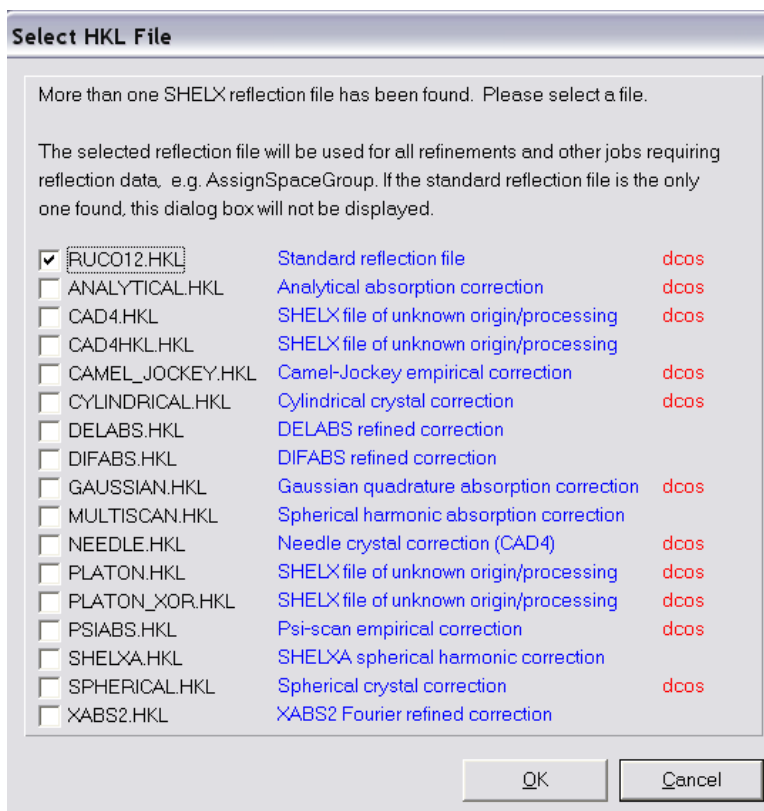 Select HKL File
More than one SHELX reflection file has been found. Please select a file.
The selected reflection file will be used for all refinements and other jobs requiring
reflection data, e.g. AssignSpaceGroup. If the standard reflection file is the only
one found, this dialog box will not be displayed.
RUCO12.HKL Standard reflection file dcos
ANALYTICAL.HKL Analytical absorption correction dcos
CAD4.HKL SHELX file of unknown origin/processing dcos
CAD4HKL.HKL SHELX file of unknown origin/processing
CAMEL_JOCKEY.HKL Camel-Jockey empirical correction dcos
CYLINDRICAL.HKL Cylindrical crystal correction dcos
DELABS.HKL DELABS refined correction
DIFABS.HKL DIFABS refined correction
GAUSSIAN.HKL Gaussian quadrature absorption correction dcos
MULTISCAN.HKL Spherical harmonic absorption correction
NEEDLE.HKL Needle crystal correction (CAD4) dcos
PLATON.HKL SHELX file of unknown origin/processing dcos
PLATON_XOR.HKL SHELX file of unknown origin/processing dcos
PSIABS.HKL Psi-scan empirical correction dcos
SHELXA.HKL SHELXA spherical harmonic correction
SPHERICAL.HKL Spherical crystal correction dcos
XABS2.HKL XABS2 Fourier refined correction
OK Cancel